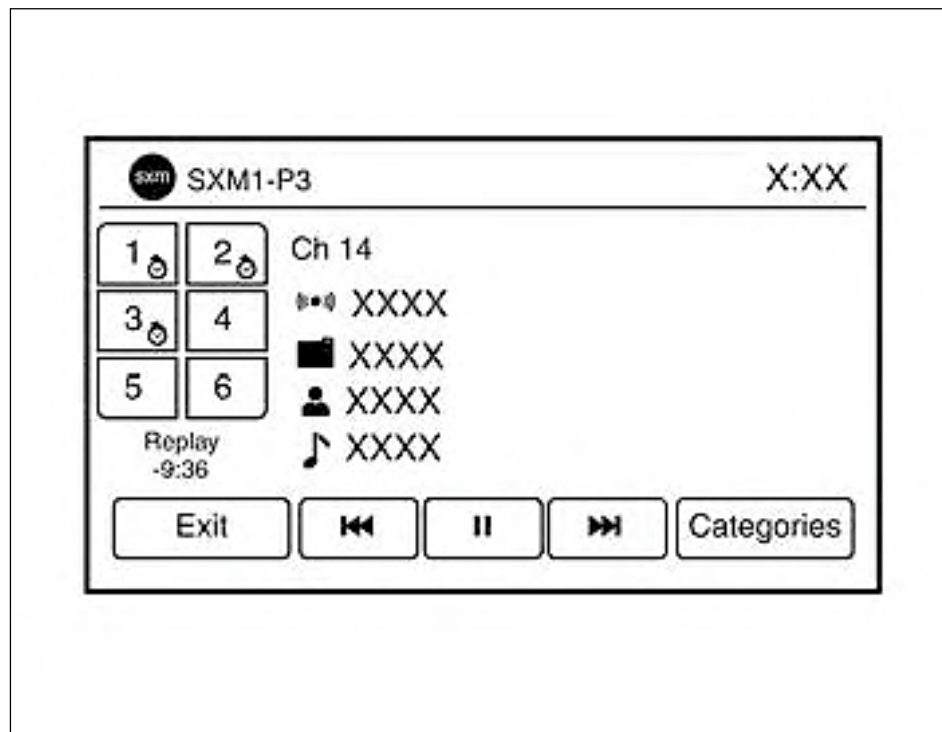 sxm SXM1-P3 X:XX
1 2
3 4
5 6
Ch 14
XXXX
XXXX
XXXX
XXXX
Replay
-9:36
Exit Categories